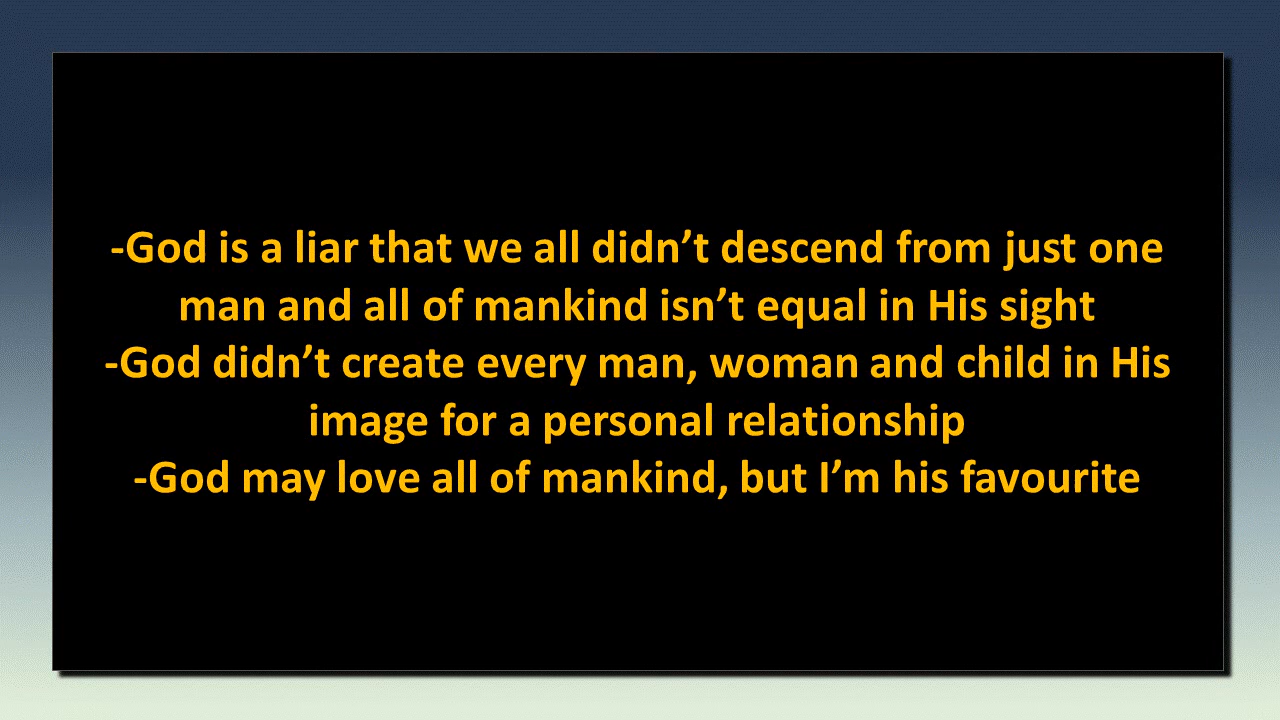 -God is a liar that we all didn’t descend from just one
man and all of mankind isn’t equal in His sight
-God didn’t create every man, woman and child in His
image for a personal relationship
-God may love all of mankind, but I’m his favourite